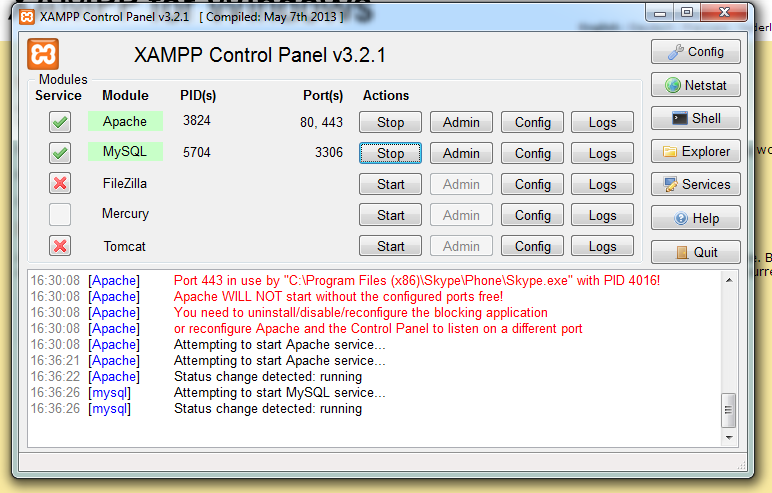 XAMPP Control Panel v3.2.1 [ Compiled: May 7th 2013 ]
XAMPP Control Panel v3.2.1
Config
Modules
Service Module PID(s) Port(s) Actions
Netstat
Apache 3824 80, 443 Stop Admin Config Logs
Shell
MySQL 5704 3306 Stop Admin Config Logs
Explorer
FileZilla Start Admin Config Logs
Services
Mercury Start Admin Config Logs
Help
Tomcat Start Admin Config Logs
Quit
16:30:08 [Apache] Port 443 in use by "C:\Program Files (x86)\Skype\Phone\Skype.exe" with PID 4016!
16:30:08 [Apache] Apache WILL NOT start without the configured ports free!
16:30:08 [Apache] You need to uninstall/disable/reconfigure the blocking application
16:30:08 [Apache] or reconfigure Apache and the Control Panel to listen on a different port
16:30:08 [Apache] Attempting to start Apache service...
16:36:21 [Apache] Attempting to start Apache service...
16:36:22 [Apache] Status change detected: running
16:36:26 [mysql] Attempting to start MySQL service...
16:36:26 [mysql] Status change detected: running